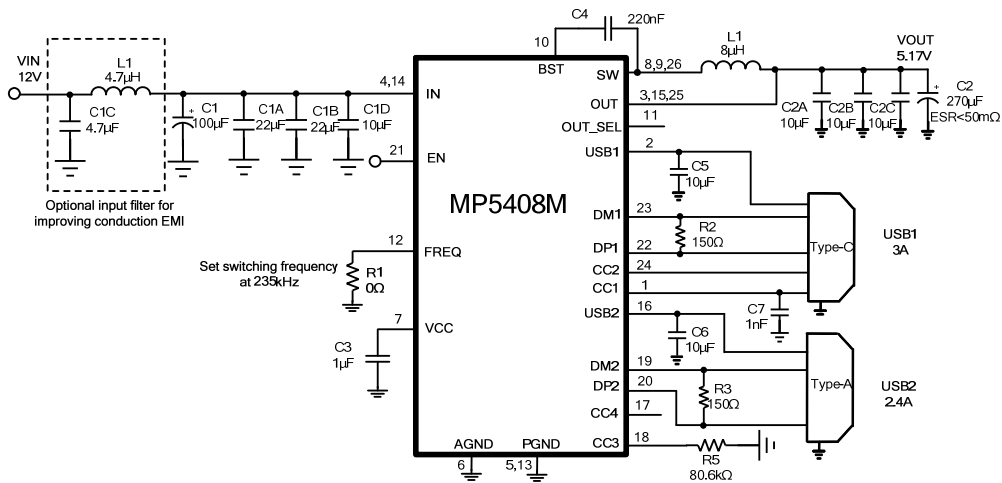 C4
220nF
10
BST
VIN
12V
L1
4.7µH
C1C
4.7µF
C1
100µF
+
C1A
22µF
C1B
22µF
C1D
10µF
4,14
IN
21
EN
Optional input filter for
improving conduction EMI
12
FREQ
Set switching frequency
at 235kHz
R1
0Ω
7
VCC
C3
1µF
MP5408M
AGND
6
PGND
5,13
SW
8,9,26
L1
8µH
VOUT
5.17V
OUT
3,15,25
C2A
10µF
C2B
10µF
C2C
10µF
+
C2
270µF
ESR<50mΩ
OUT_SEL
11
USB1
2
C5
10µF
DM1
23
R2
150Ω
DP1
22
CC2
24
CC1
1
Type-C
USB1
3A
C7
1nF
USB2
16
C6
10µF
DM2
19
DP2
20
R3
150Ω
Type-A
USB2
2.4A
CC4
17
CC3
18
R5
80.6kΩ